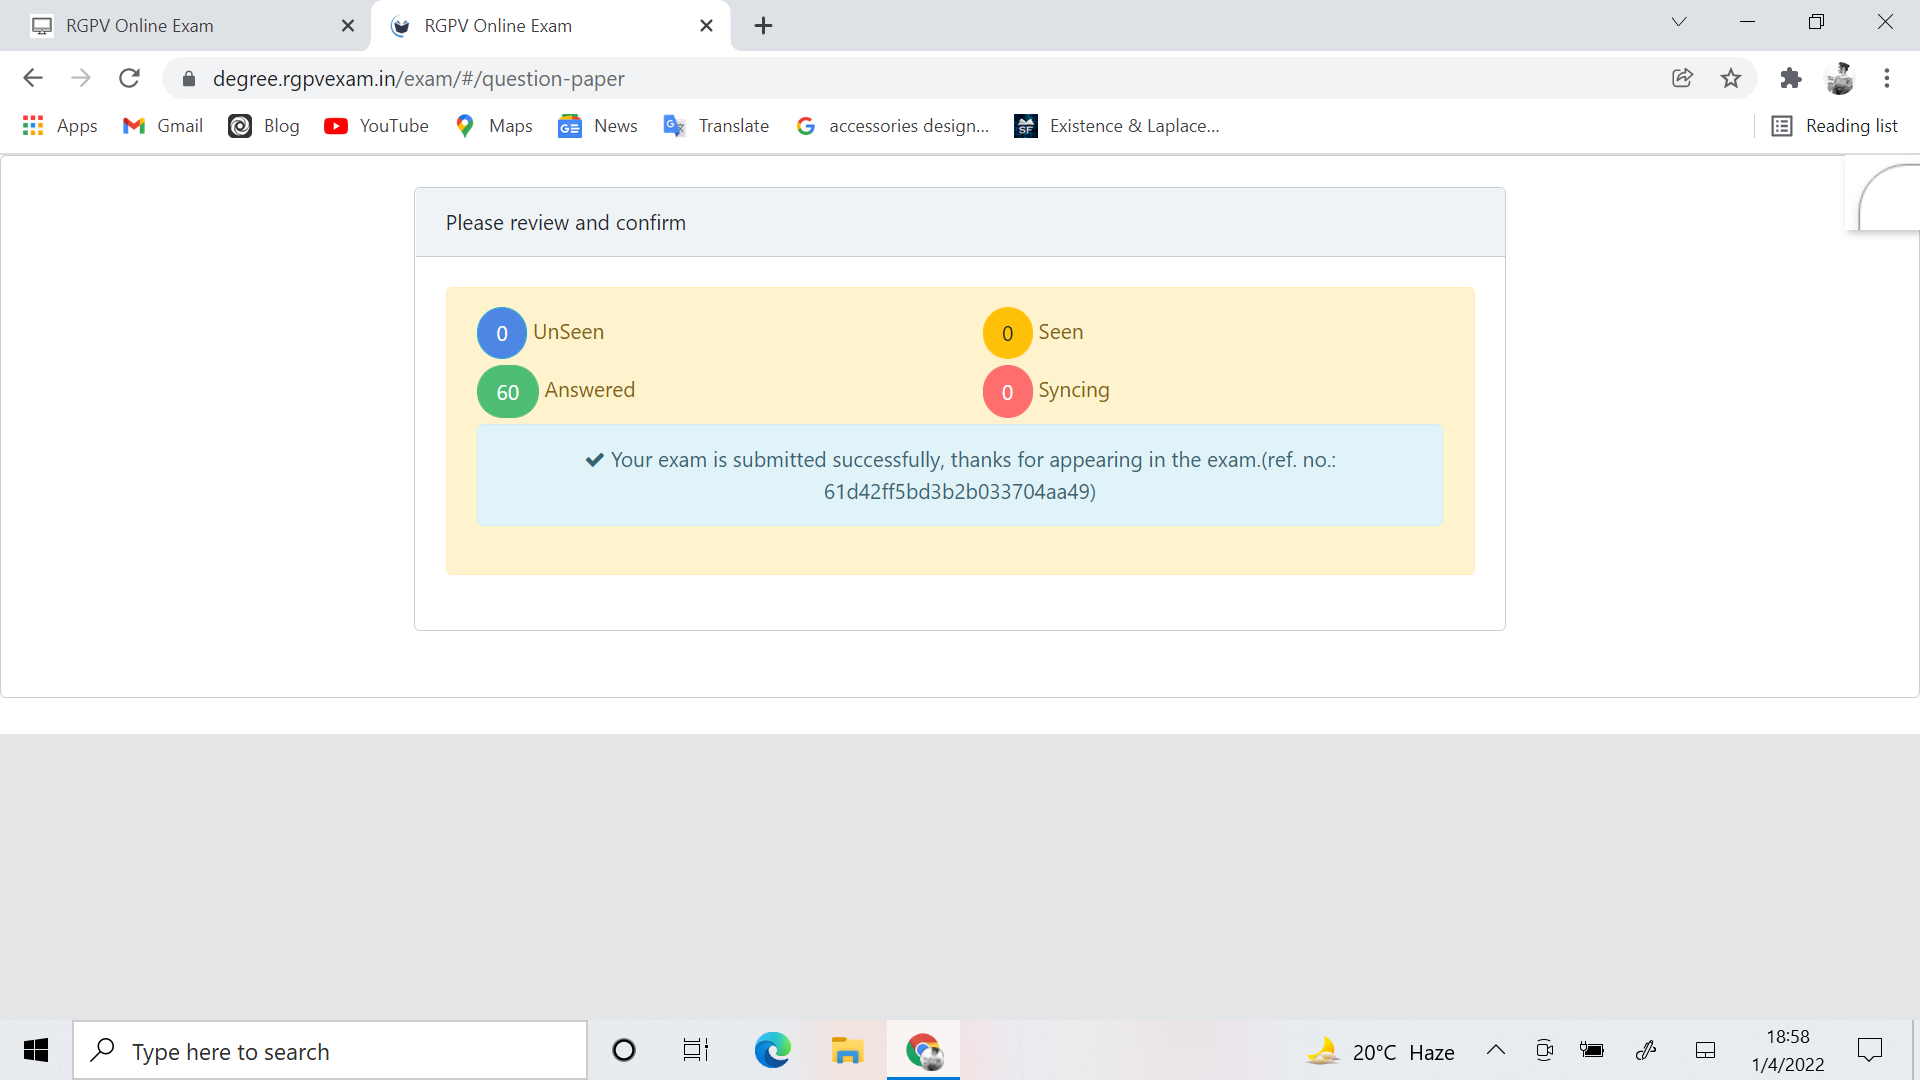 RGPV Online Exam
RGPV Online Exam
degree.rgpvexam.in/exam/#/question-paper
Apps
Gmail
Blog
YouTube
Maps
GE
News
Translate
accessories design...
SF
Existence & Laplace...
Reading list
Please review and confirm
0 UnSeen
0 Seen
60 Answered
0 Syncing
Your exam is submitted successfully, thanks for appearing in the exam.(ref. no.:
61d42ff5bd3b2b033704aa49)
Type here to search
20°C Haze
18:58
1/4/2022